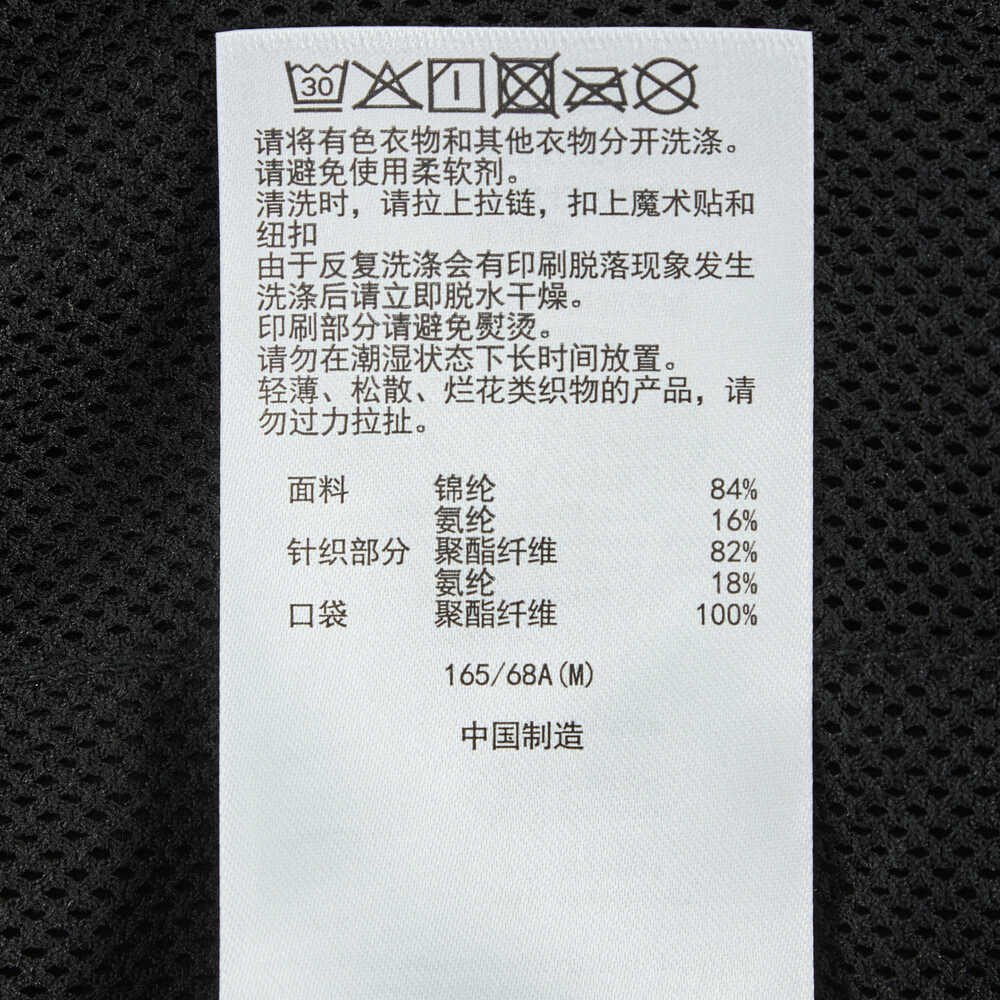 30
请将有色衣物和其他衣物分开洗涤。
请避免使用柔软剂。
清洗时，请拉上拉链，扣上魔术贴和
纽扣
由于反复洗涤会有印刷脱落现象发生
洗涤后请立即脱水干燥。
印刷部分请避免熨烫。
请勿在潮湿状态下长时间放置。
轻薄、松散、烂花类织物的产品，请
勿过力拉扯。
面料 锦纶 84%
氨纶 16%
针织部分 聚酯纤维 82%
氨纶 18%
口袋 聚酯纤维 100%
165/68A(M)
中国制造